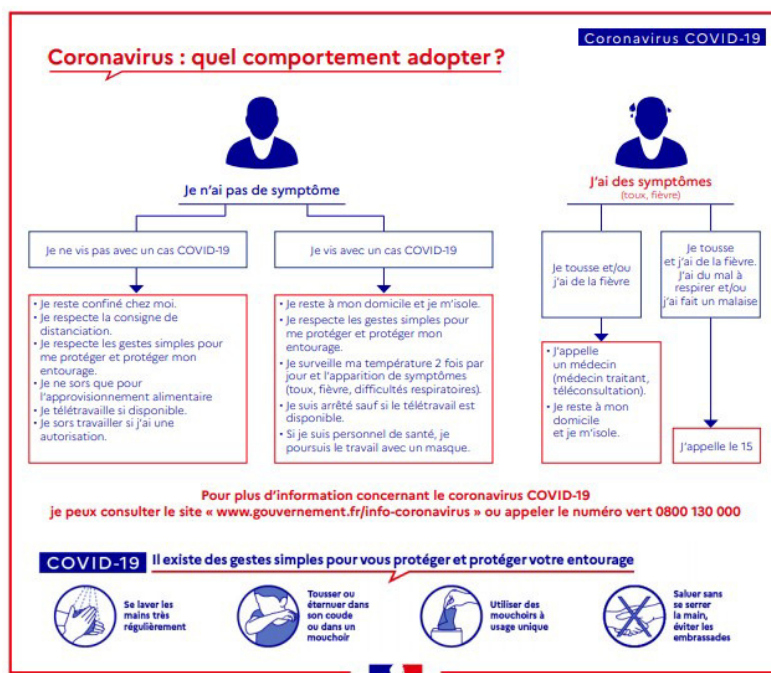 Coronavirus COVID-19
Coronavirus : quel comportement adopter ?
Je n'ai pas de symptôme
Je ne vis pas avec un cas COVID-19
• Je reste confiné chez moi.
• Je respecte la consigne de
distanciation.
• Je respecte les gestes simples pour
me protéger et protéger mon
entourage.
• Je ne sors que pour
l'approvisionnement alimentaire
• Je télétravaille si disponible.
• Je sors travailler si j'ai une
autorisation.
Je vis avec un cas COVID-19
• Je reste à mon domicile et je m'isole.
• Je respecte les gestes simples pour
me protéger et protéger mon
entourage.
• Je surveille ma température 2 fois par
jour et l'apparition de symptômes
(toux, fièvre, difficultés respiratoires).
• Je suis arrêté sauf si le télétravail est
disponible.
• Si je suis personnel de santé, je
poursuis le travail avec un masque.
J'ai des symptômes
(toux, fièvre)
Je tousse et/ou
j'ai de la fièvre
• J'appelle
un médecin
(médecin traitant,
téléconsultation).
• Je reste à mon
domicile
et je m'isole.
Je tousse
et j'ai de la fièvre.
J'ai du mal à
respirer et/ou
j'ai fait un malaise
J'appelle le 15
Pour plus d'information concernant le coronavirus COVID-19
je peux consulter le site « www.gouvernement.fr/info-coronavirus » ou appeler le numéro vert 0800 130 000
COVID-19 Il existe des gestes simples pour vous protéger et protéger votre entourage
Se laver les
mains très
régulièrement
Tousser ou
éternuer dans
son coude
ou dans un
mouchoir
Utiliser des
mouchoirs à
usage unique
Saluer sans
se serrer
la main,
éviter les
embrassades